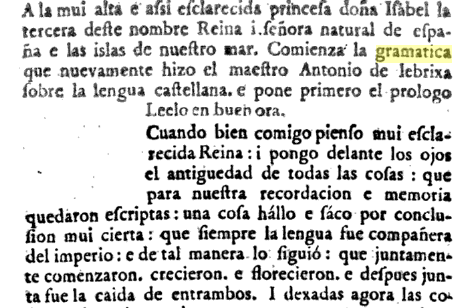 A la mui alta e aſsi eſclarecida princeſa doña Iſabel la
tercera deſte nombre Reina i.ſeñora natural de eſpa-
ña e las islas de nueſtro mar. Comienza la gramatica
que nuevamente hizo el maeſtro Antonio de lebrixa
ſobre la lengua caſtellana. e pone primero el prologo
Leelo en buen ora.
Cuando bien comigo pienſo mui eſcla-
recida Reina : i pongo delante los ojos
el antiguedad de todas las coſas : que
para nueſtra recordacion e memoria
quedaron eſcriptas : una coſa hállo e ſáco por conclu-
ſion mui cierta : que ſiempre la lengua fue compañera
del imperio : e de tal manera lo ſiguió : que juntamen-
te comenzaron. crecieron. e florecieron. e deſpues jun-
ta fue la caida de entrambos. I dexadas agora las co-